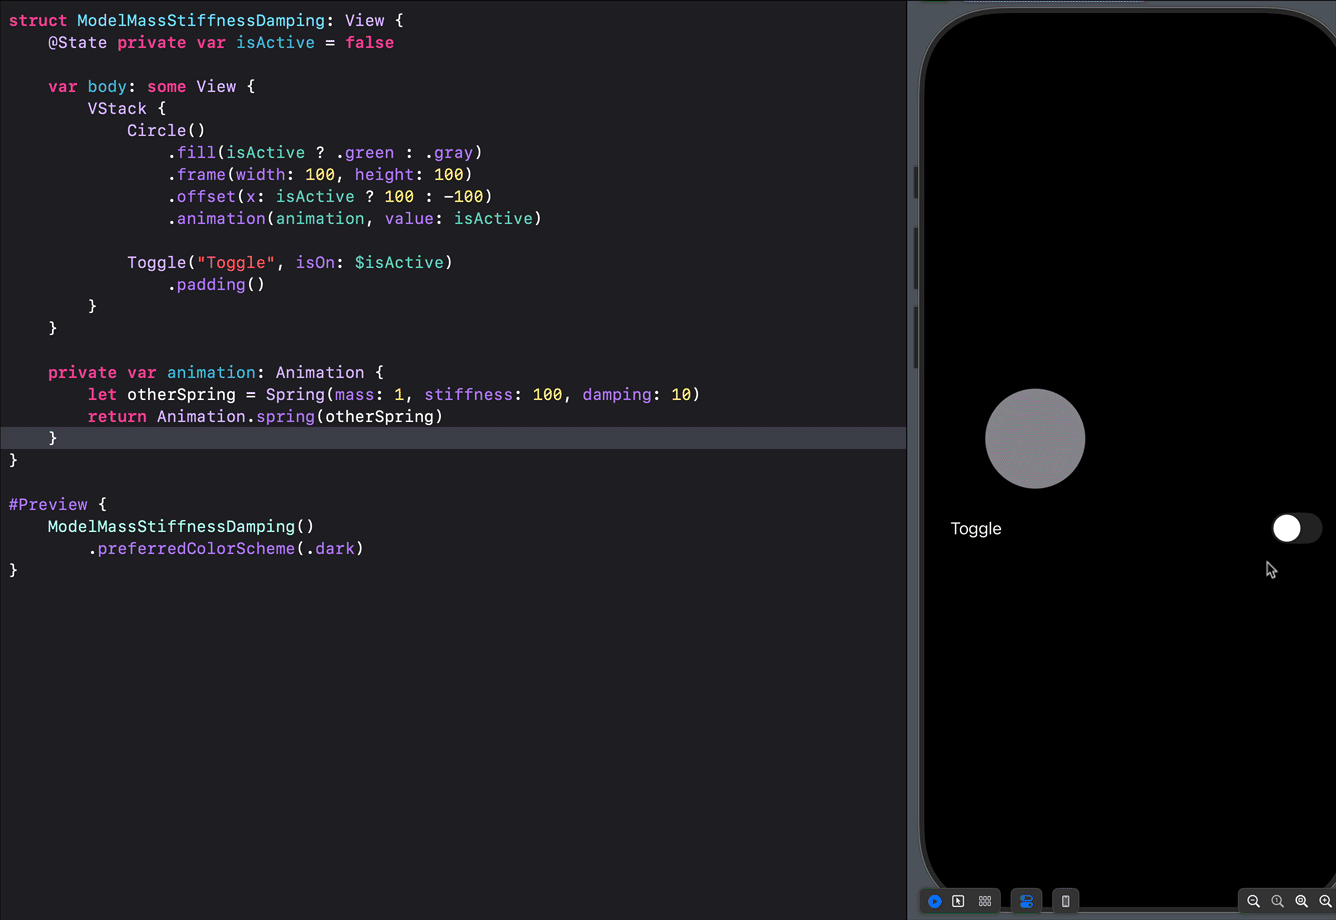 struct ModelMassStiffnessDamping: View {
    @State private var isActive = false
    var body: some View {
        VStack {
            Circle()
                .fill(isActive ? .green : .gray)
                .frame(width: 100, height: 100)
                .offset(x: isActive ? 100 : -100)
                .animation(animation, value: isActive)
            Toggle("Toggle", isOn: $isActive)
                .padding()
        }
    }
    private var animation: Animation {
        let otherSpring = Spring(mass: 1, stiffness: 100, damping: 10)
        return Animation.spring(otherSpring)
    }
}
#Preview {
    ModelMassStiffnessDamping()
        .preferredColorScheme(.dark)
}
Toggle